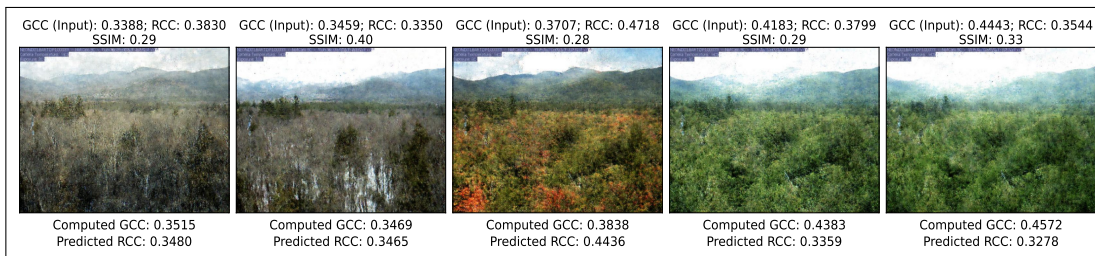 GCC (Input): 0.3388; RCC: 0.3830
SSIM: 0.29
GCC (Input): 0.3459; RCC: 0.3350
SSIM: 0.40
GCC (Input): 0.3707; RCC: 0.4718
SSIM: 0.28
GCC (Input): 0.4183; RCC: 0.3799
SSIM: 0.29
GCC (Input): 0.4443; RCC: 0.3544
SSIM: 0.33
Computed GCC: 0.3515
Predicted RCC: 0.3480
Computed GCC: 0.3469
Predicted RCC: 0.3465
Computed GCC: 0.3838
Predicted RCC: 0.4436
Computed GCC: 0.4383
Predicted RCC: 0.3359
Computed GCC: 0.4572
Predicted RCC: 0.3278